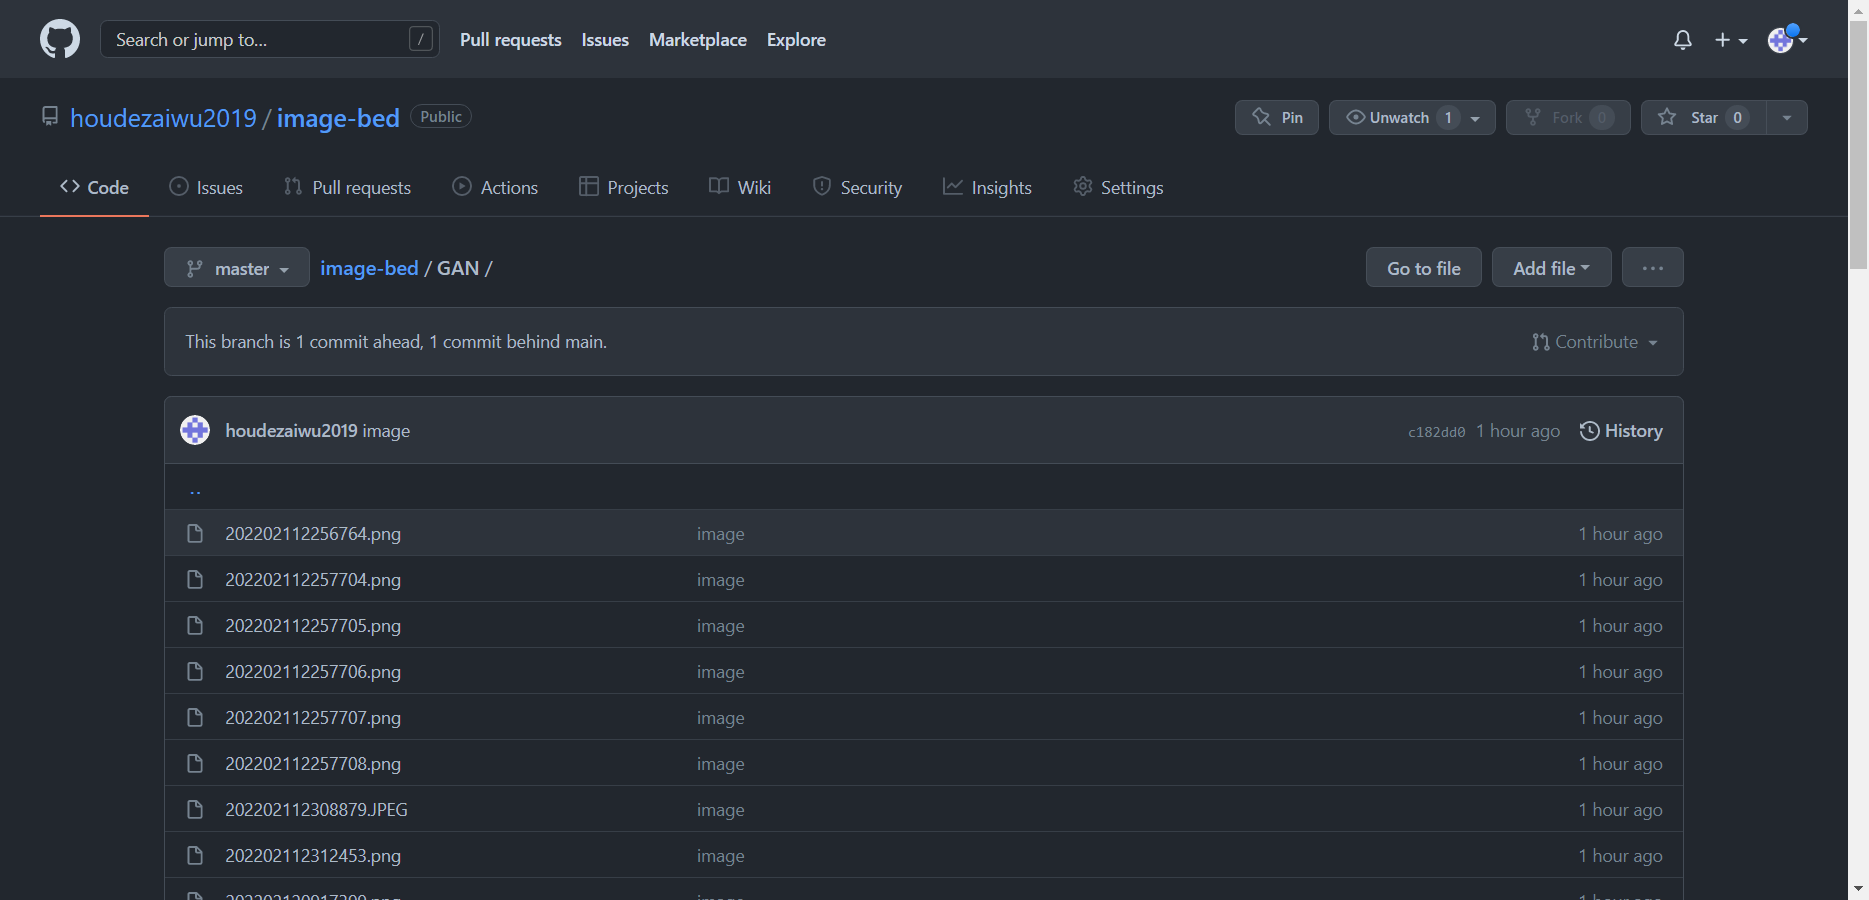 Search or jump to... / Pull requests Issues Marketplace Explore
houdezaiwu2019 / image-bed Public Pin Unwatch 1 Fork 0 Star 0
Code Issues Pull requests Actions Projects Wiki Security Insights Settings
master image-bed / GAN / Go to file Add file ...
This branch is 1 commit ahead, 1 commit behind main. Contribute
houdezaiwu2019 image c182dd0 1 hour ago History
..
202202112256764.png image 1 hour ago
202202112257704.png image 1 hour ago
202202112257705.png image 1 hour ago
202202112257706.png image 1 hour ago
202202112257707.png image 1 hour ago
202202112257708.png image 1 hour ago
202202112308879.JPEG image 1 hour ago
202202112312453.png image 1 hour ago